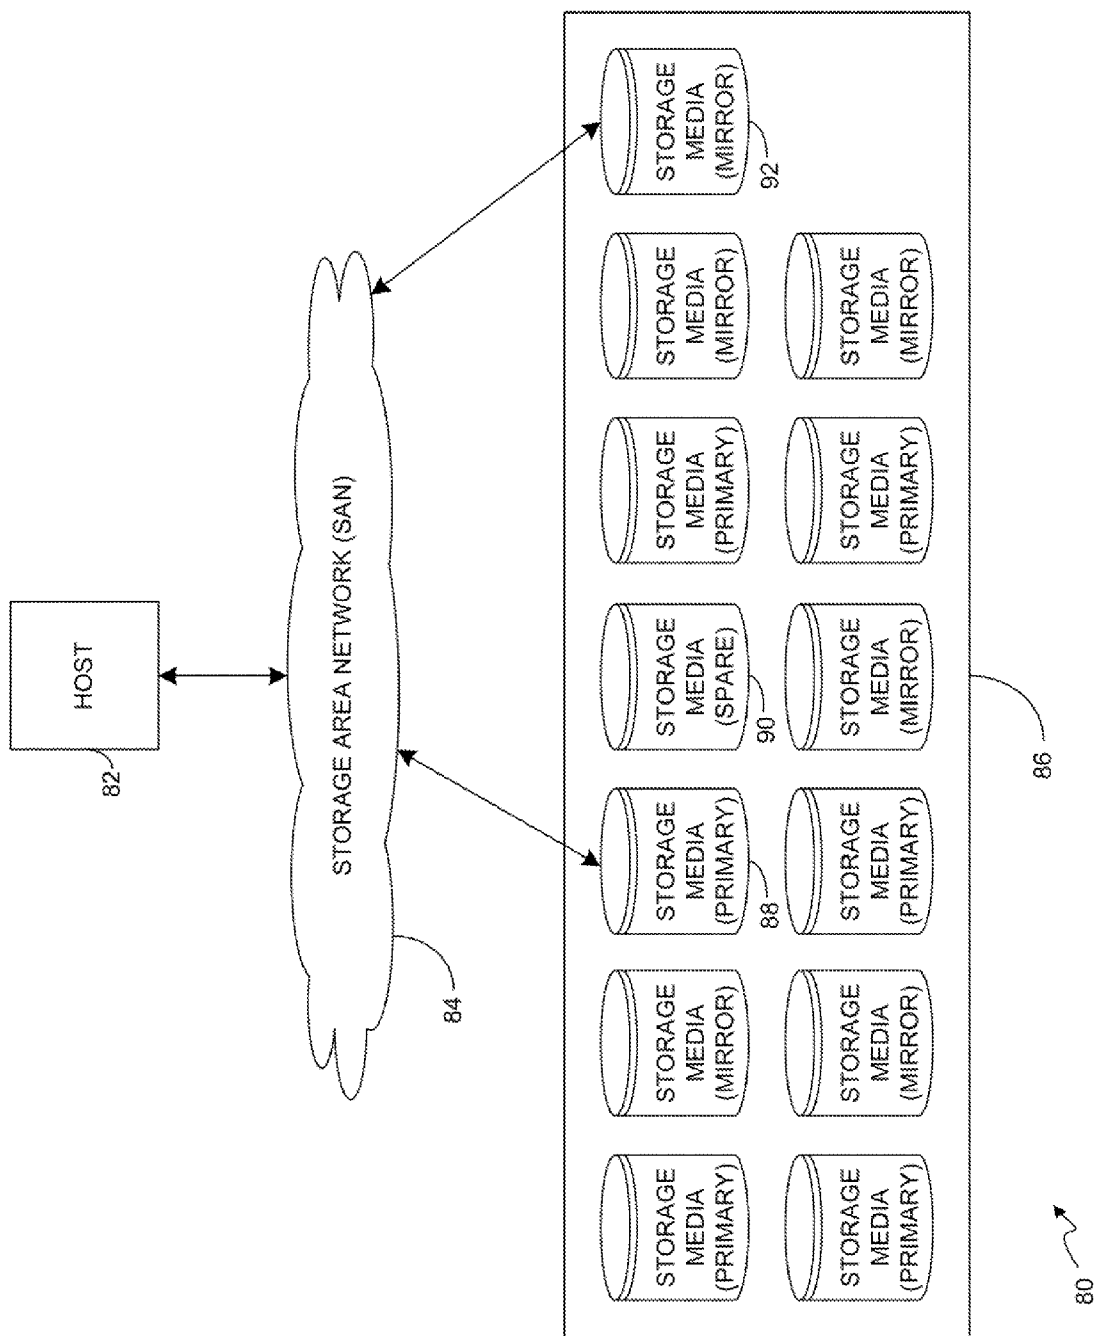 HOST
82
STORAGE AREA NETWORK (SAN)
84
STORAGE
MEDIA
(PRIMARY)
STORAGE
MEDIA
(MIRROR)
STORAGE
MEDIA
(PRIMARY)
88
STORAGE
MEDIA
(SPARE)
90
STORAGE
MEDIA
(PRIMARY)
STORAGE
MEDIA
(MIRROR)
STORAGE
MEDIA
(MIRROR)
92
STORAGE
MEDIA
(PRIMARY)
STORAGE
MEDIA
(MIRROR)
STORAGE
MEDIA
(PRIMARY)
STORAGE
MEDIA
(MIRROR)
STORAGE
MEDIA
(PRIMARY)
STORAGE
MEDIA
(MIRROR)
86
80